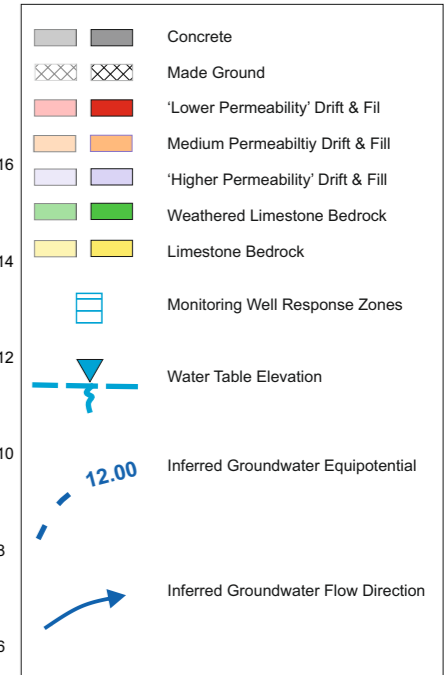 Concrete
Made Ground
‘Lower Permeability’ Drift & Fil
16
Medium Permeabiltiy Drift & Fill
‘Higher Permeability’ Drift & Fill
Weathered Limestone Bedrock
14
Limestone Bedrock
Monitoring Well Response Zones
12
Water Table Elevation
10
12.00
Inferred Groundwater Equipotential
8
Inferred Groundwater Flow Direction
6